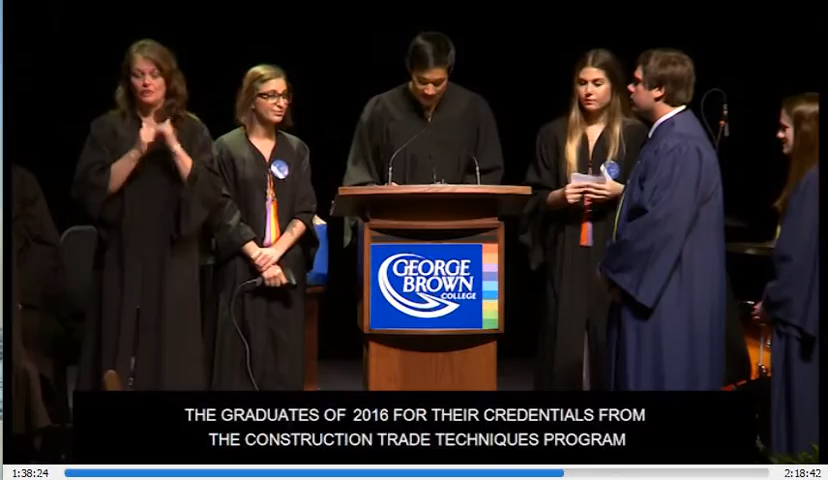 GEORGE
BROWN
COLLEGE
THE GRADUATES OF 2016 FOR THEIR CREDENTIALS FROM
THE CONSTRUCTION TRADE TECHNIQUES PROGRAM
1:38:24
2:18:42